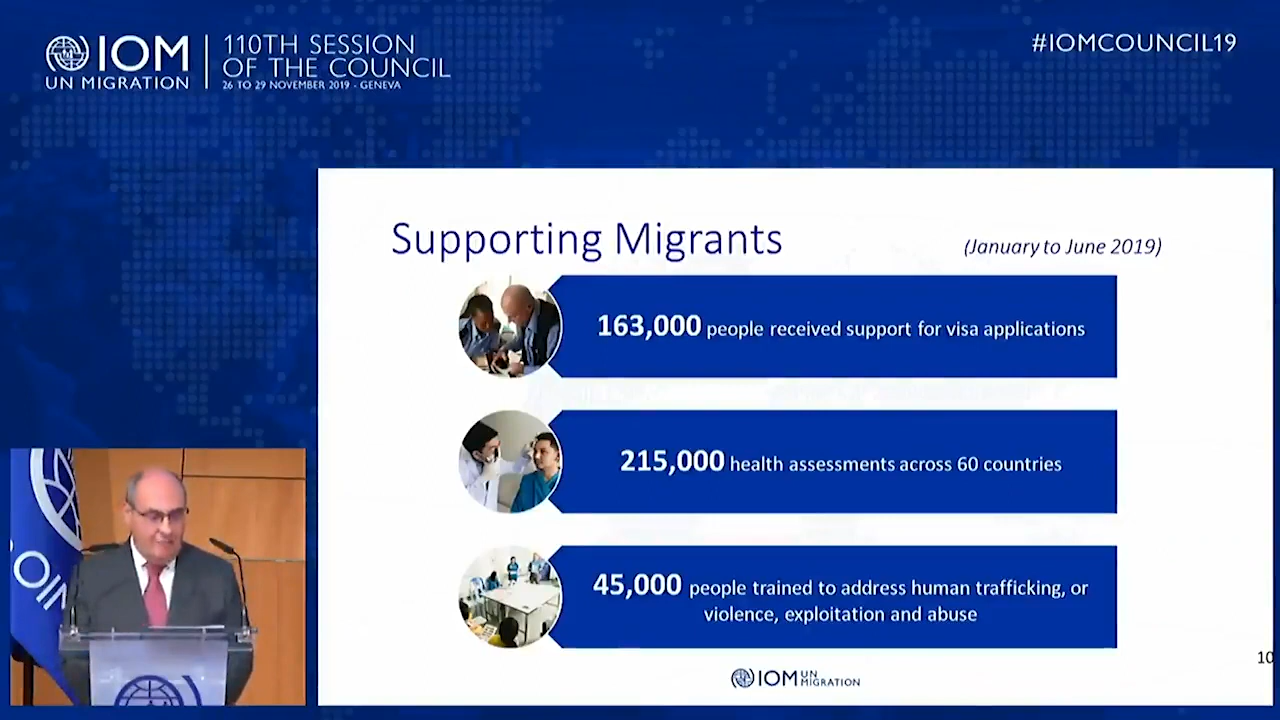 IOM
UN MIGRATION
110TH SESSION
OF THE COUNCIL
26 TO 29 NOVEMBER 2019 - GENEVA
#IOMCOUNCIL19
Supporting Migrants
(January to June 2019)
163,000 people received support for visa applications
215,000 health assessments across 60 countries
45,000 people trained to address human trafficking, or
violence, exploitation and abuse
10
IOM UN
MIGRATION